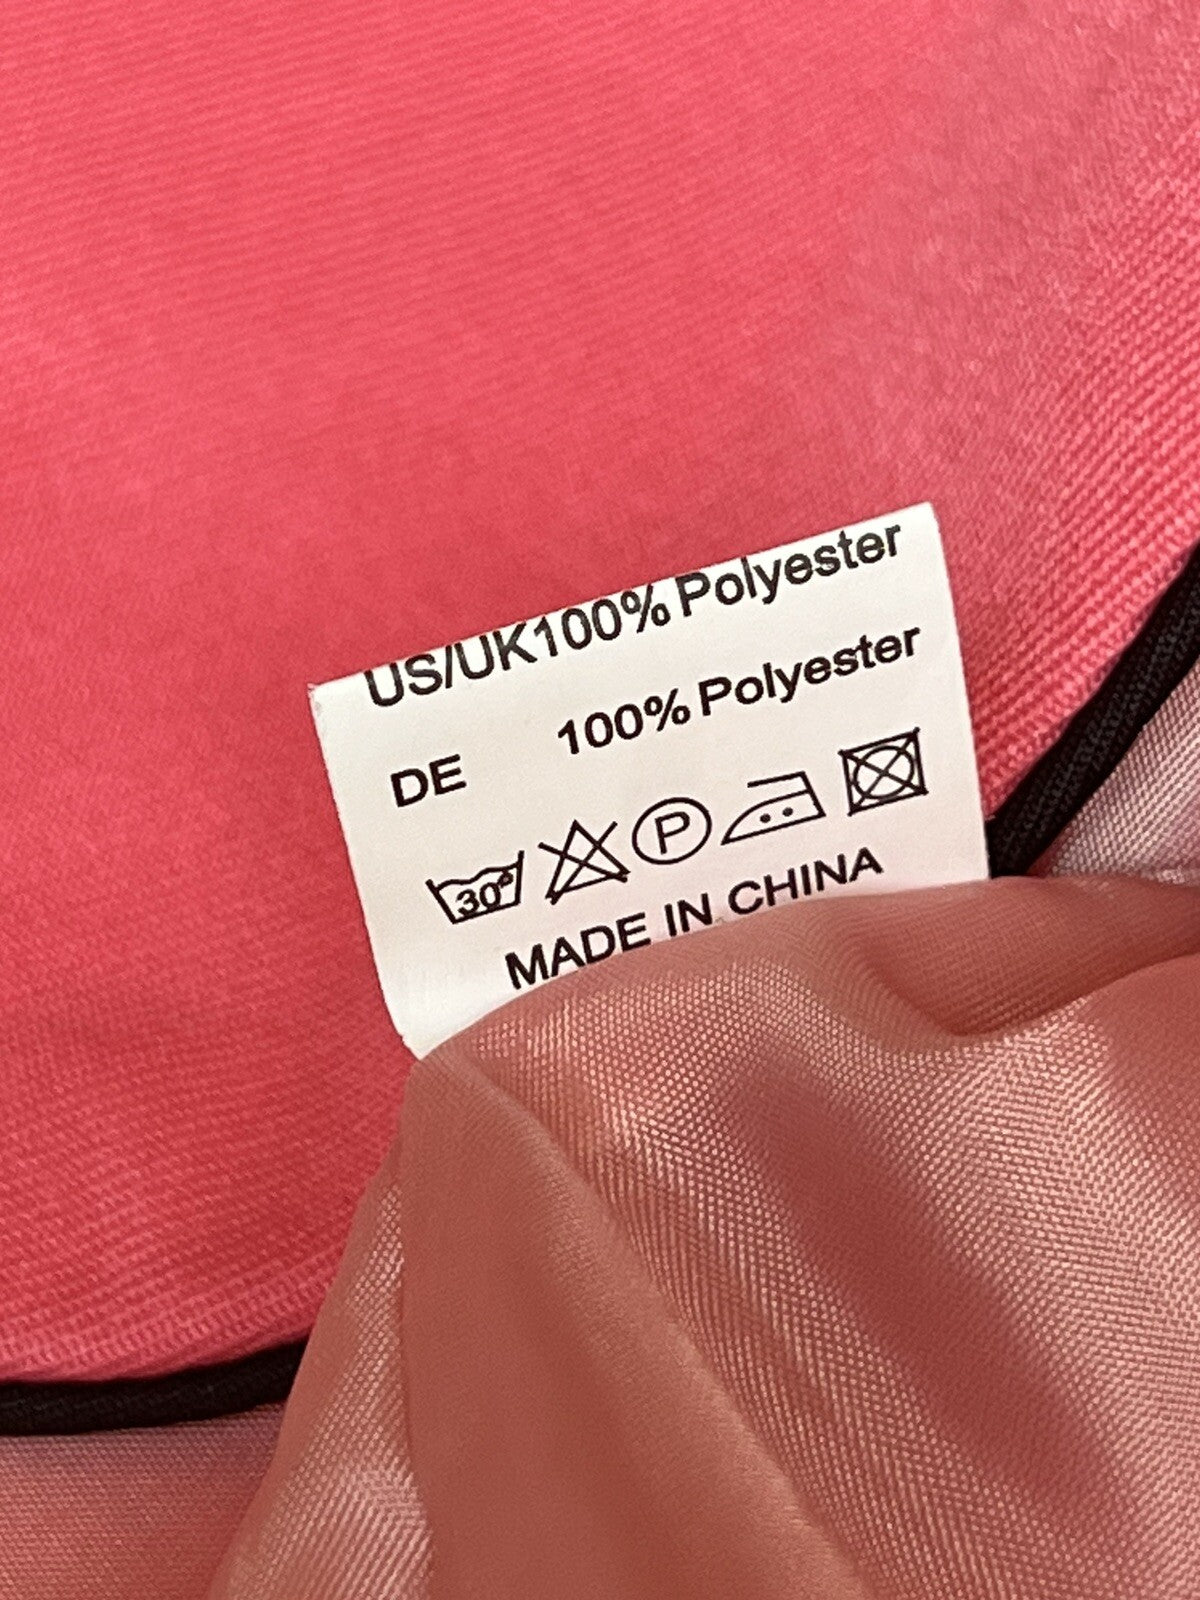 US/UK100% Polyester
DE 100% Polyester
30°
P
MADE IN CHINA